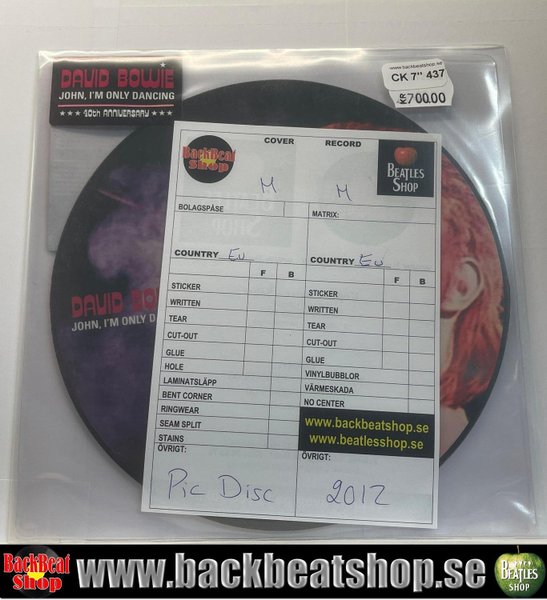 DAVID BOWIE
JOHN, I'M ONLY DANCING
★★★ 40th ANNIVERSARY ★★★
www.backbeatshop.se
CK 7" 437
KR 700.00
BackBeat
Shop
COVER
RECORD
BEATLES
SHOP
M
M
BOLAGSPÅSE
MATRIX:
COUNTRY EU
COUNTRY EU
F B
F B
STICKER
STICKER
WRITTEN
WRITTEN
TEAR
TEAR
CUT-OUT
CUT-OUT
GLUE
GLUE
HOLE
VINYLBUBBLOR
LAMINATSLÄPP
VÄRMESKADA
BENT CORNER
NO CENTER
RINGWEAR
SEAM SPLIT
STAINS
www.backbeatshop.se
www.beatlesshop.se
ÖVRIGT:
ÖVRIGT:
Pic Disc
2012
DAVID BO
JOHN, I'M ONLY D
BackBeat
Shop
www.backbeatshop.se
BEATLES
SHOP